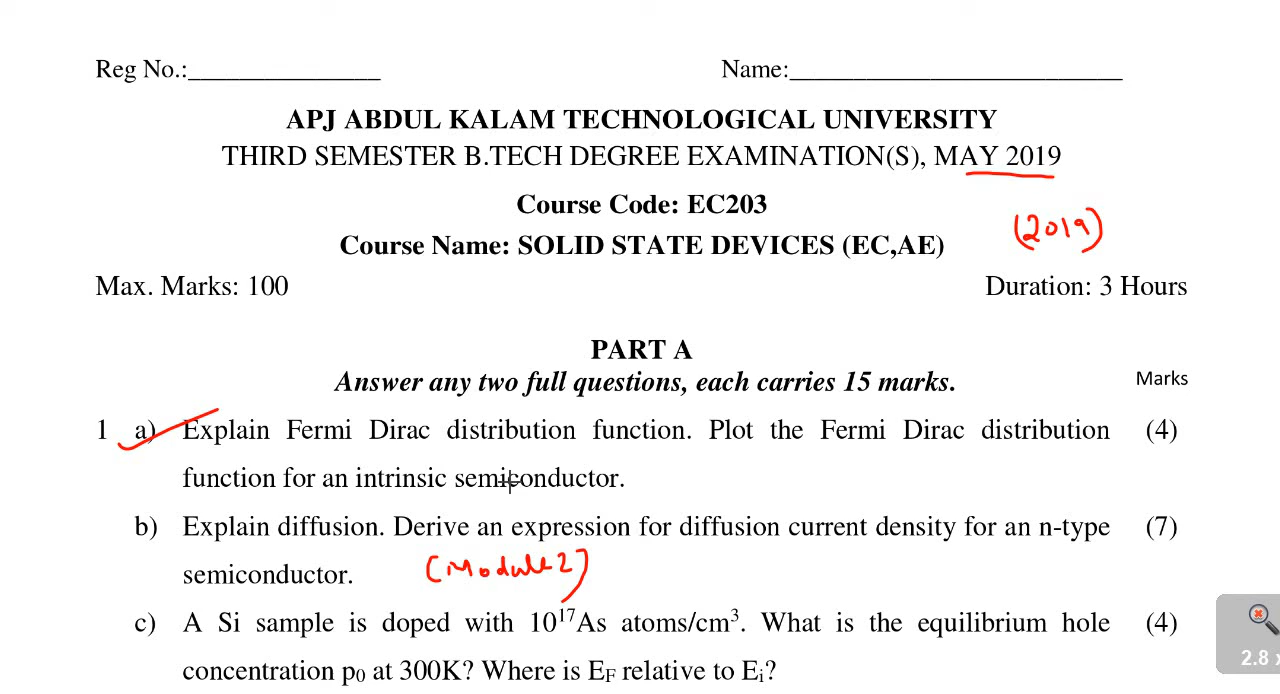 Reg No.:_______________ Name:__________________________
APJ ABDUL KALAM TECHNOLOGICAL UNIVERSITY
THIRD SEMESTER B.TECH DEGREE EXAMINATION(S), MAY 2019
Course Code: EC203
(2019)
Course Name: SOLID STATE DEVICES (EC,AE)
Max. Marks: 100 Duration: 3 Hours
PART A
Answer any two full questions, each carries 15 marks. Marks
1 a) Explain Fermi Dirac distribution function. Plot the Fermi Dirac distribution (4)
function for an intrinsic semiconductor.
b) Explain diffusion. Derive an expression for diffusion current density for an n-type (7)
semiconductor. (Module 2)
c) A Si sample is doped with 10¹⁷As atoms/cm³. What is the equilibrium hole (4)
concentration p₀ at 300K? Where is E_F relative to Eᵢ?
2.8 x